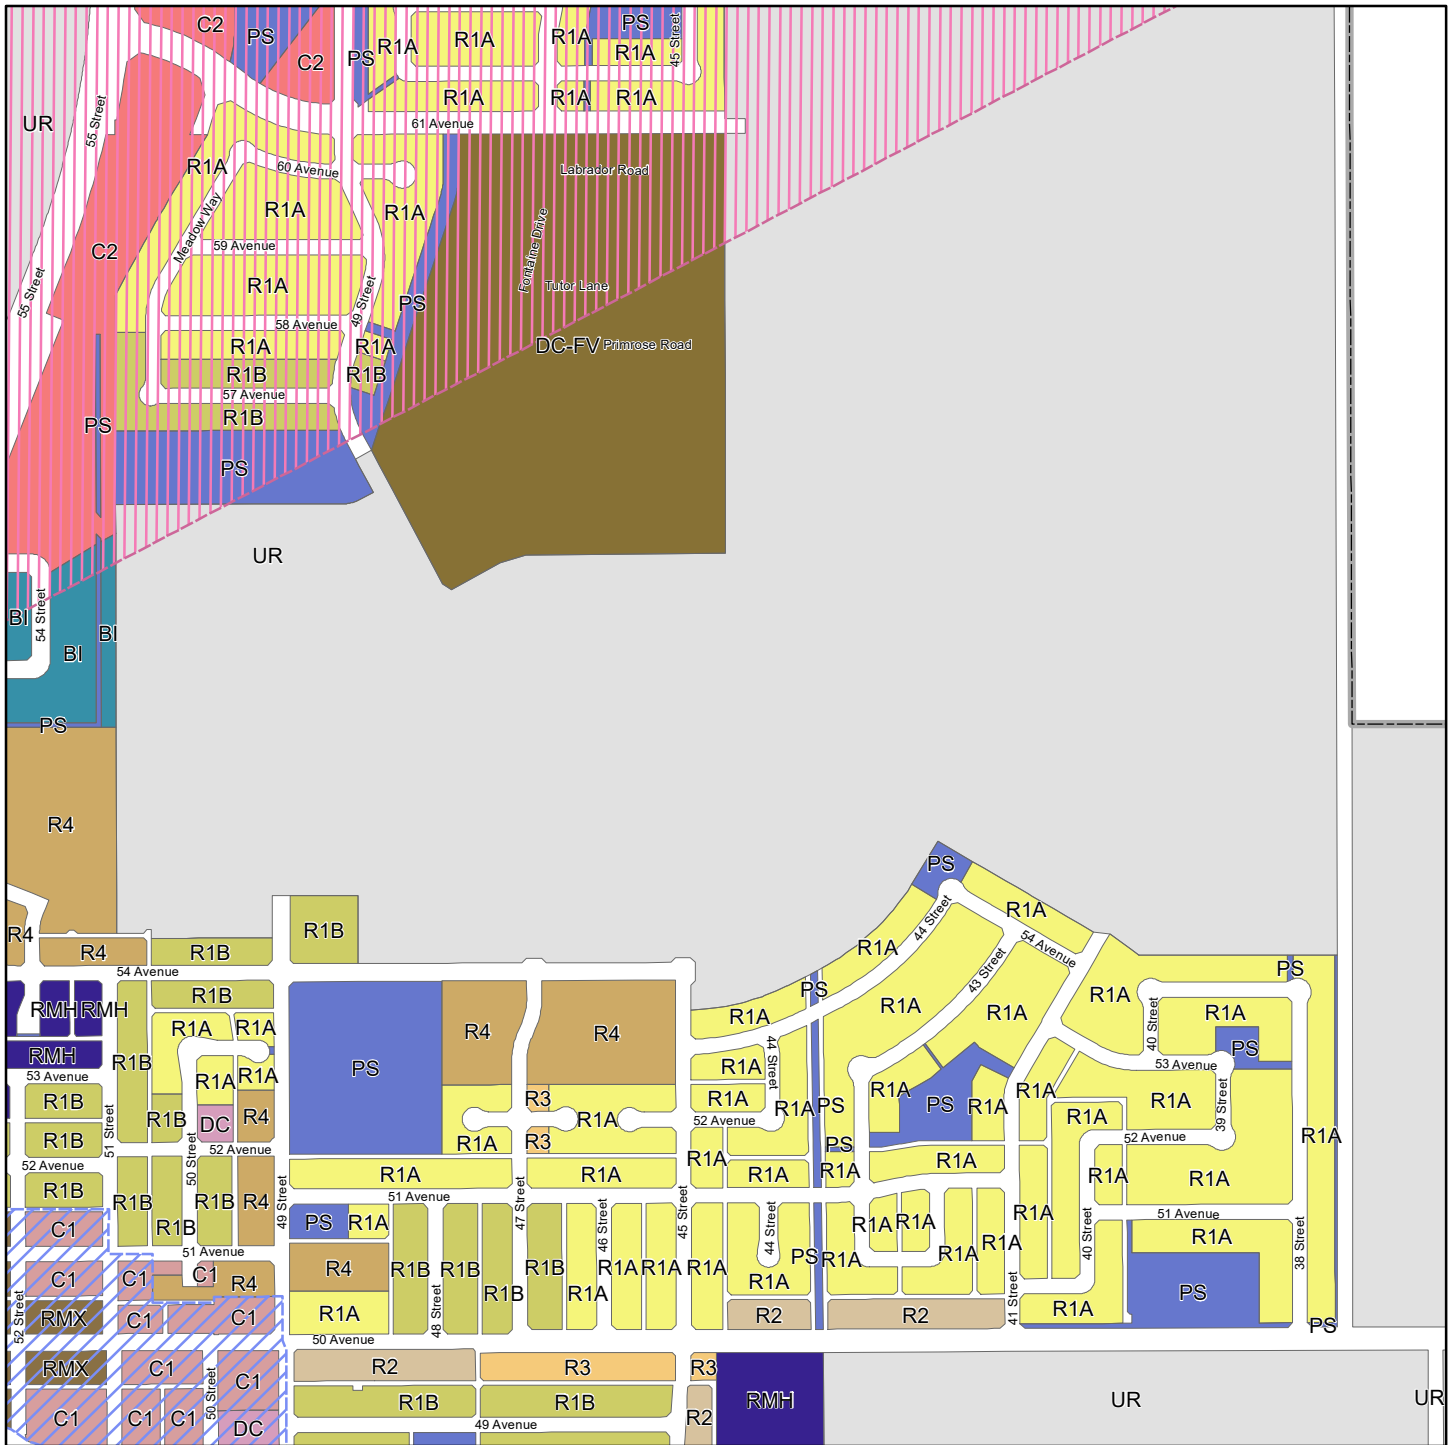 C2
PS
C2
PS
R1A
R1A
R1A
PS
R1A
45 Street
R1A
R1A
R1A
61 Avenue
UR
55 Street
R1A
60 Avenue
Labrador Road
R1A
R1A
Meadow Way
59 Avenue
Fontaine Drive
C2
55 Street
R1A
Tutor Lane
49 Street
PS
58 Avenue
R1A
R1A
DC-FV
Primrose Road
R1B
R1B
57 Avenue
R1B
PS
PS
UR
BI
54 Street
BI
BI
PS
R4
PS
R1B
R1A
R4
R4
R1B
54 Avenue
44 Street
R1A
54 Avenue
43 Street
PS
PS
R1A
RMH
RMH
R1B
R1A
R1A
R1A
R1A
R1A
R1A
RMH
R1B
R4
R4
PS
R1A
44 Street
40 Street
PS
53 Avenue
53 Avenue
R1A
R1A
R1A
R1A
R1A
R1A
R1B
R1B
R3
R1A
R1A
PS
PS
R1A
R1A
R1A
39 Street
R1B
51 Street
DC
R4
R1A
52 Avenue
R1A
R1B
52 Avenue
R1A
R3
PS
52 Avenue
R1A
52 Avenue
50 Street
R1A
R1A
R1A
R1A
R1A
R1A
R1A
R1A
R1B
R1B
R1B
R4
49 Street
51 Avenue
47 Street
45 Street
51 Avenue
C1
R1B
PS
R1A
46 Street
44 Street
R1A
R1A
R1A
R1A
40 Street
R1A
38 Street
51 Avenue
PS
R1A
R1A
R1A
C1
C1
C1
R4
R4
R1B
R1B
R1B
R1B
R1A
R1A
R1A
R1A
R1A
PS
52 Street
RMX
C1
C1
R1A
48 Street
R2
R2
41 Street
R1A
PS
50 Avenue
RMX
C1
C1
R2
R3
R3
50 Street
R1B
R1B
RMH
UR
UR
C1
C1
C1
R2
DC
49 Avenue